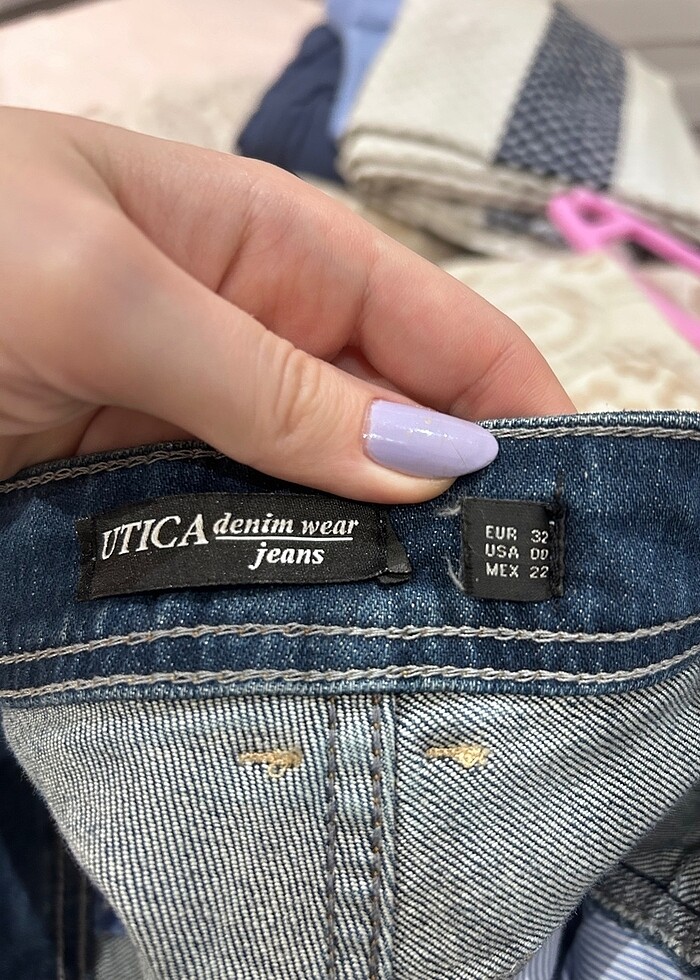 UTICA denim wear
jeans
EUR 32
USA 00
MEX 22